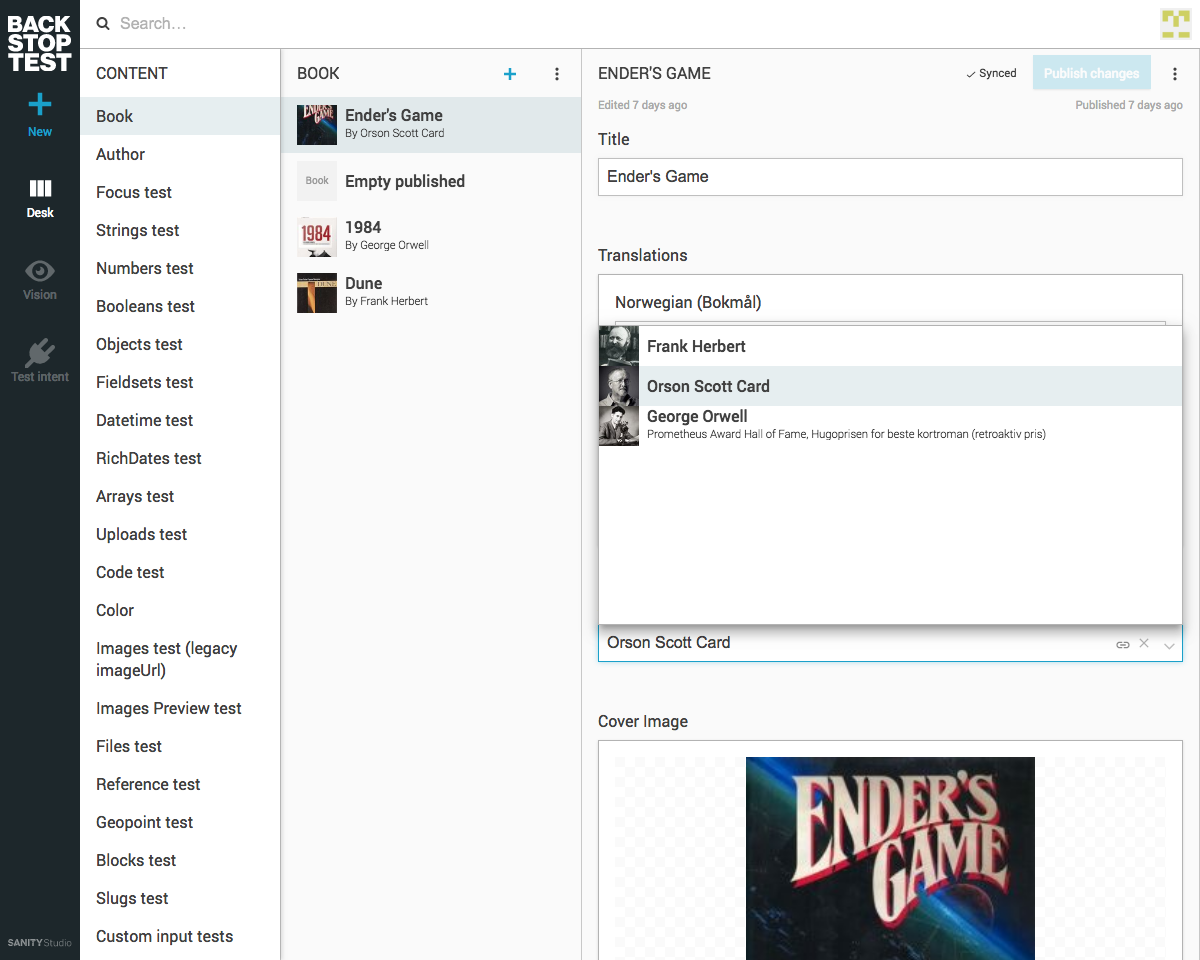 BACK
STOP
TEST
New
Desk
Vision
Test intent
SANITY Studio
Search...
CONTENT
Book
Author
Focus test
Strings test
Numbers test
Booleans test
Objects test
Fieldsets test
Datetime test
RichDates test
Arrays test
Uploads test
Code test
Color
Images test (legacy
imageUrl)
Images Preview test
Files test
Reference test
Geopoint test
Blocks test
Slugs test
Custom input tests
BOOK
Ender's Game
By Orson Scott Card
Book
Empty published
1984
1984
By George Orwell
DUNE
Dune
By Frank Herbert
ENDER'S GAME
Synced
Publish changes
Edited 7 days ago
Published 7 days ago
Title
Ender's Game
Translations
Norwegian (Bokmål)
Frank Herbert
Orson Scott Card
George Orwell
Prometheus Award Hall of Fame, Hugoprisen for beste kortroman (retroaktiv pris)
Orson Scott Card
Cover Image
ENDER'S
GAME